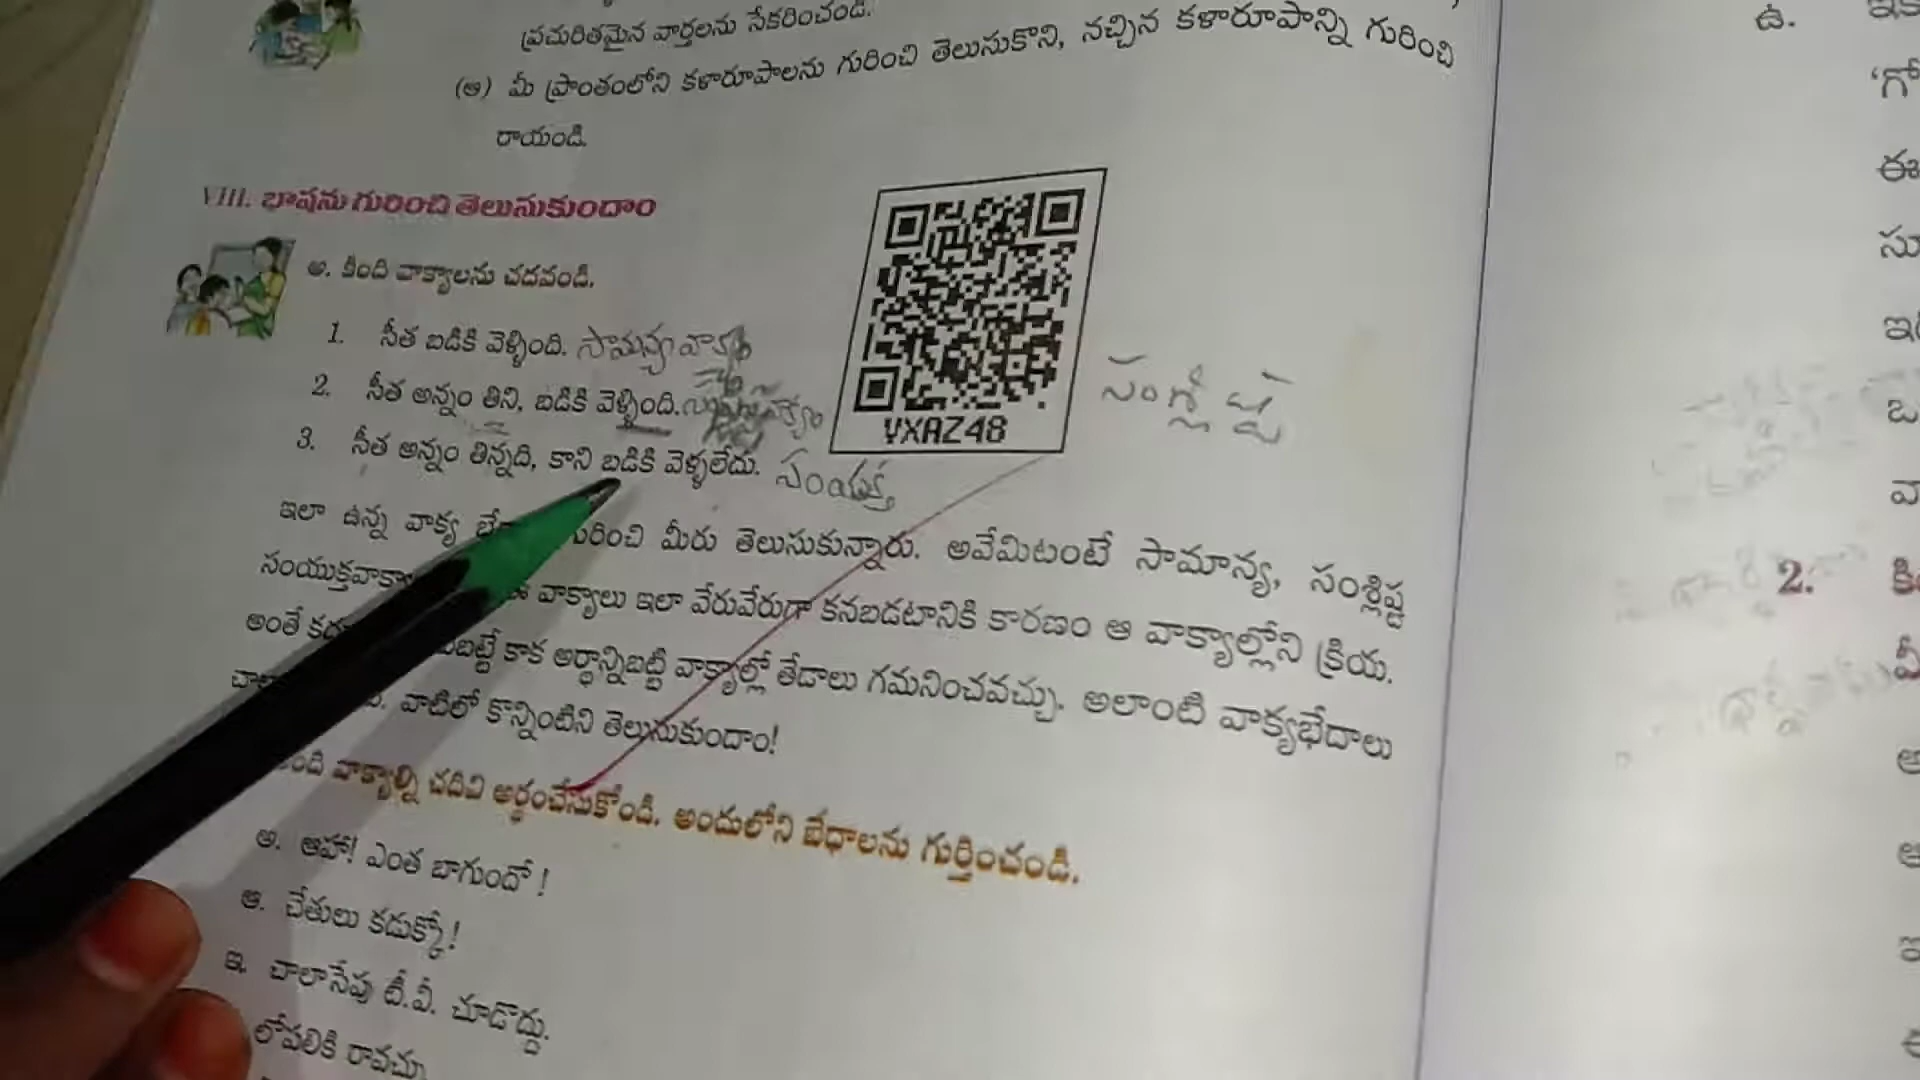 ప్రచురితమైన వార్తలను సేకరించండి.
(ఆ) మీ ప్రాంతంలోని కళారూపాలను గురించి తెలుసుకొని, నచ్చిన కళారూపాన్ని గురించి
రాయండి.
VIII. భాషను గురించి తెలుసుకుందాం
అ. కింది వాక్యాలను చదవండి.
1. సీత బడికి వెళ్ళింది. సామన్య వాక్యం
2. సీత అన్నం తిని, బడికి వెళ్ళింది.
VXAZ48
సంశ్లిష్ట
3. సీత అన్నం తిన్నది, కాని బడికి వెళ్ళలేదు. సంయుక్త
ఇలా ఉన్న వాక్య గురించి మీరు తెలుసుకున్నారు. అవేమిటంటే సామాన్య, సంశ్లిష్ట
వాక్యాలు ఇలా వేరువేరుగా కనబడటానికి కారణం ఆ వాక్యాల్లోని క్రియ.
అంతే కాక అర్థాన్నిబట్టి వాక్యాల్లో తేడాలు గమనించవచ్చు. అలాంటి వాక్యభేదాలు
వాటిలో కొన్నింటిని తెలుసుకుందాం!
వాక్యాల్ని చదివి అర్థంచేసుకోండి. అందులోని భేధాలను గుర్తించండి.
అ. ఆహా! ఎంత బాగుందో !
ఆ. చేతులు కడుక్కో!
ఇ. చాలాసేపు టీ.వీ. చూడొద్దు.
లోపలికి రావచ్చు
ఉ.
2.